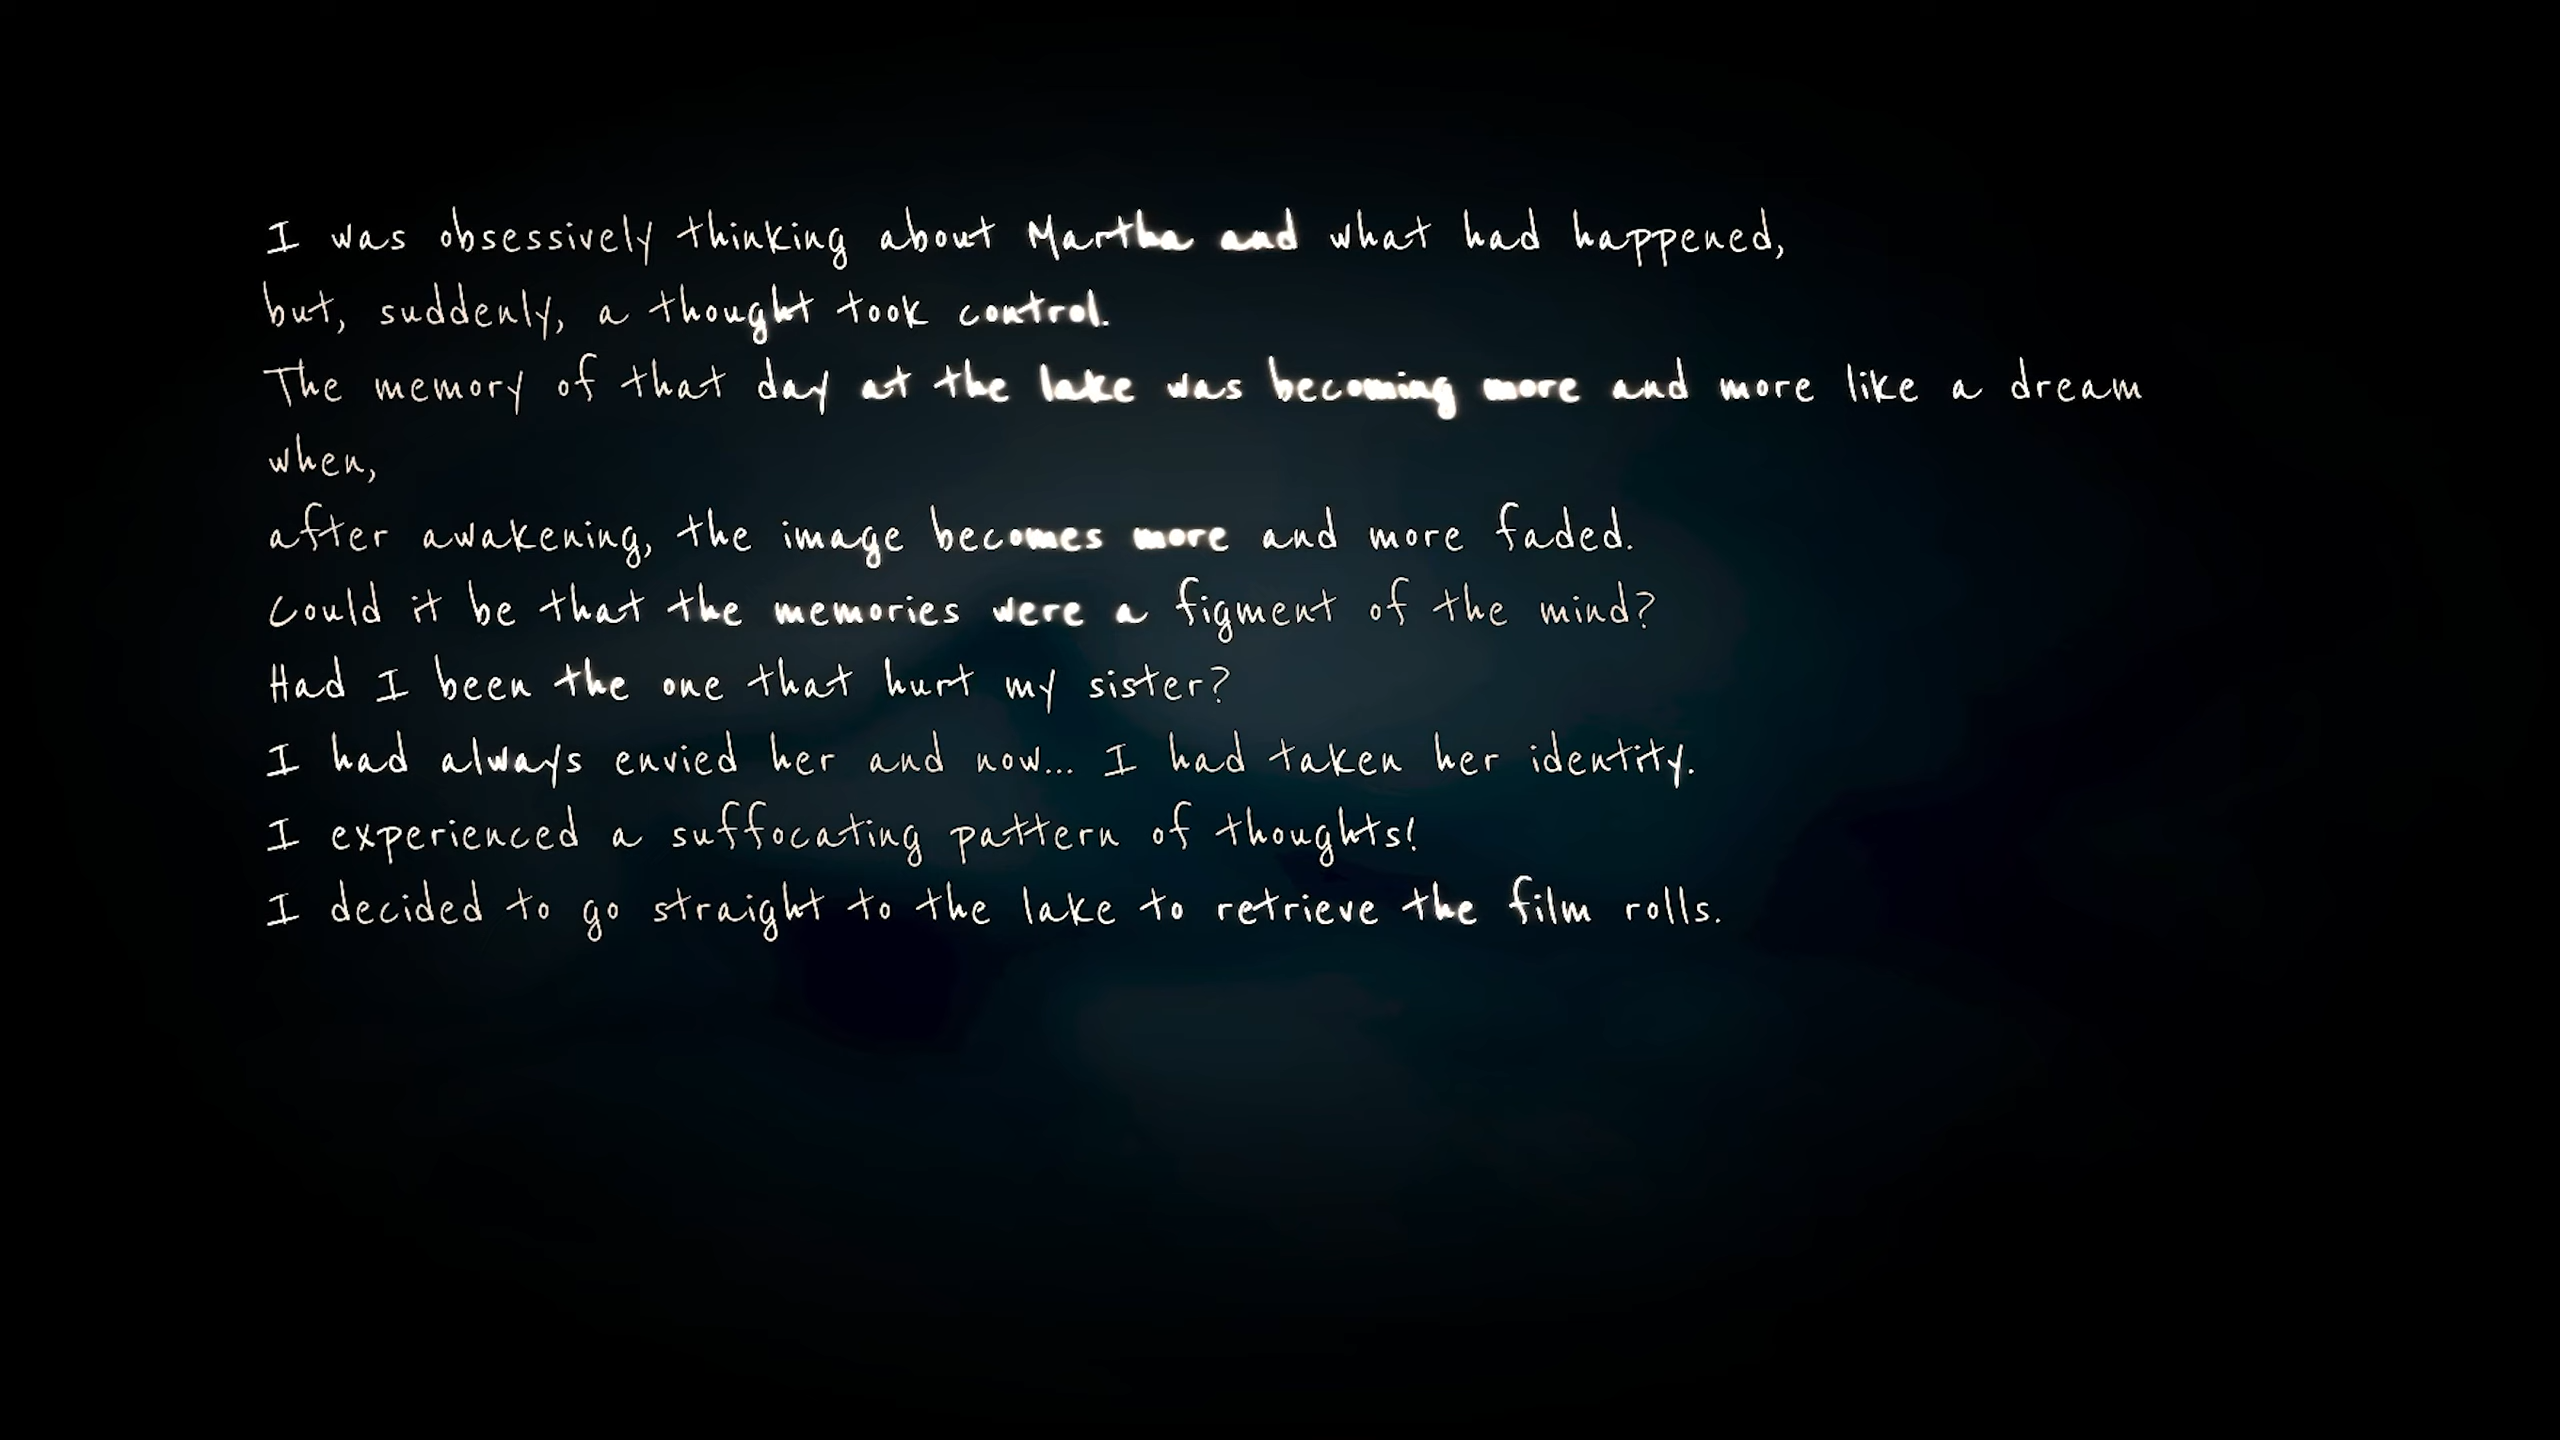 I was obsessively thinking about Martha and what had happened,
but, suddenly, a thought took control.
The memory of that day at the lake was becoming more and more like a dream
when,
after awakening, the image becomes more and more faded.
Could it be that the memories were a figment of the mind?
Had I been the one that hurt my sister?
I had always envied her and now... I had taken her identity.
I experienced a suffocating pattern of thoughts!
I decided to go straight to the lake to retrieve the film rolls.